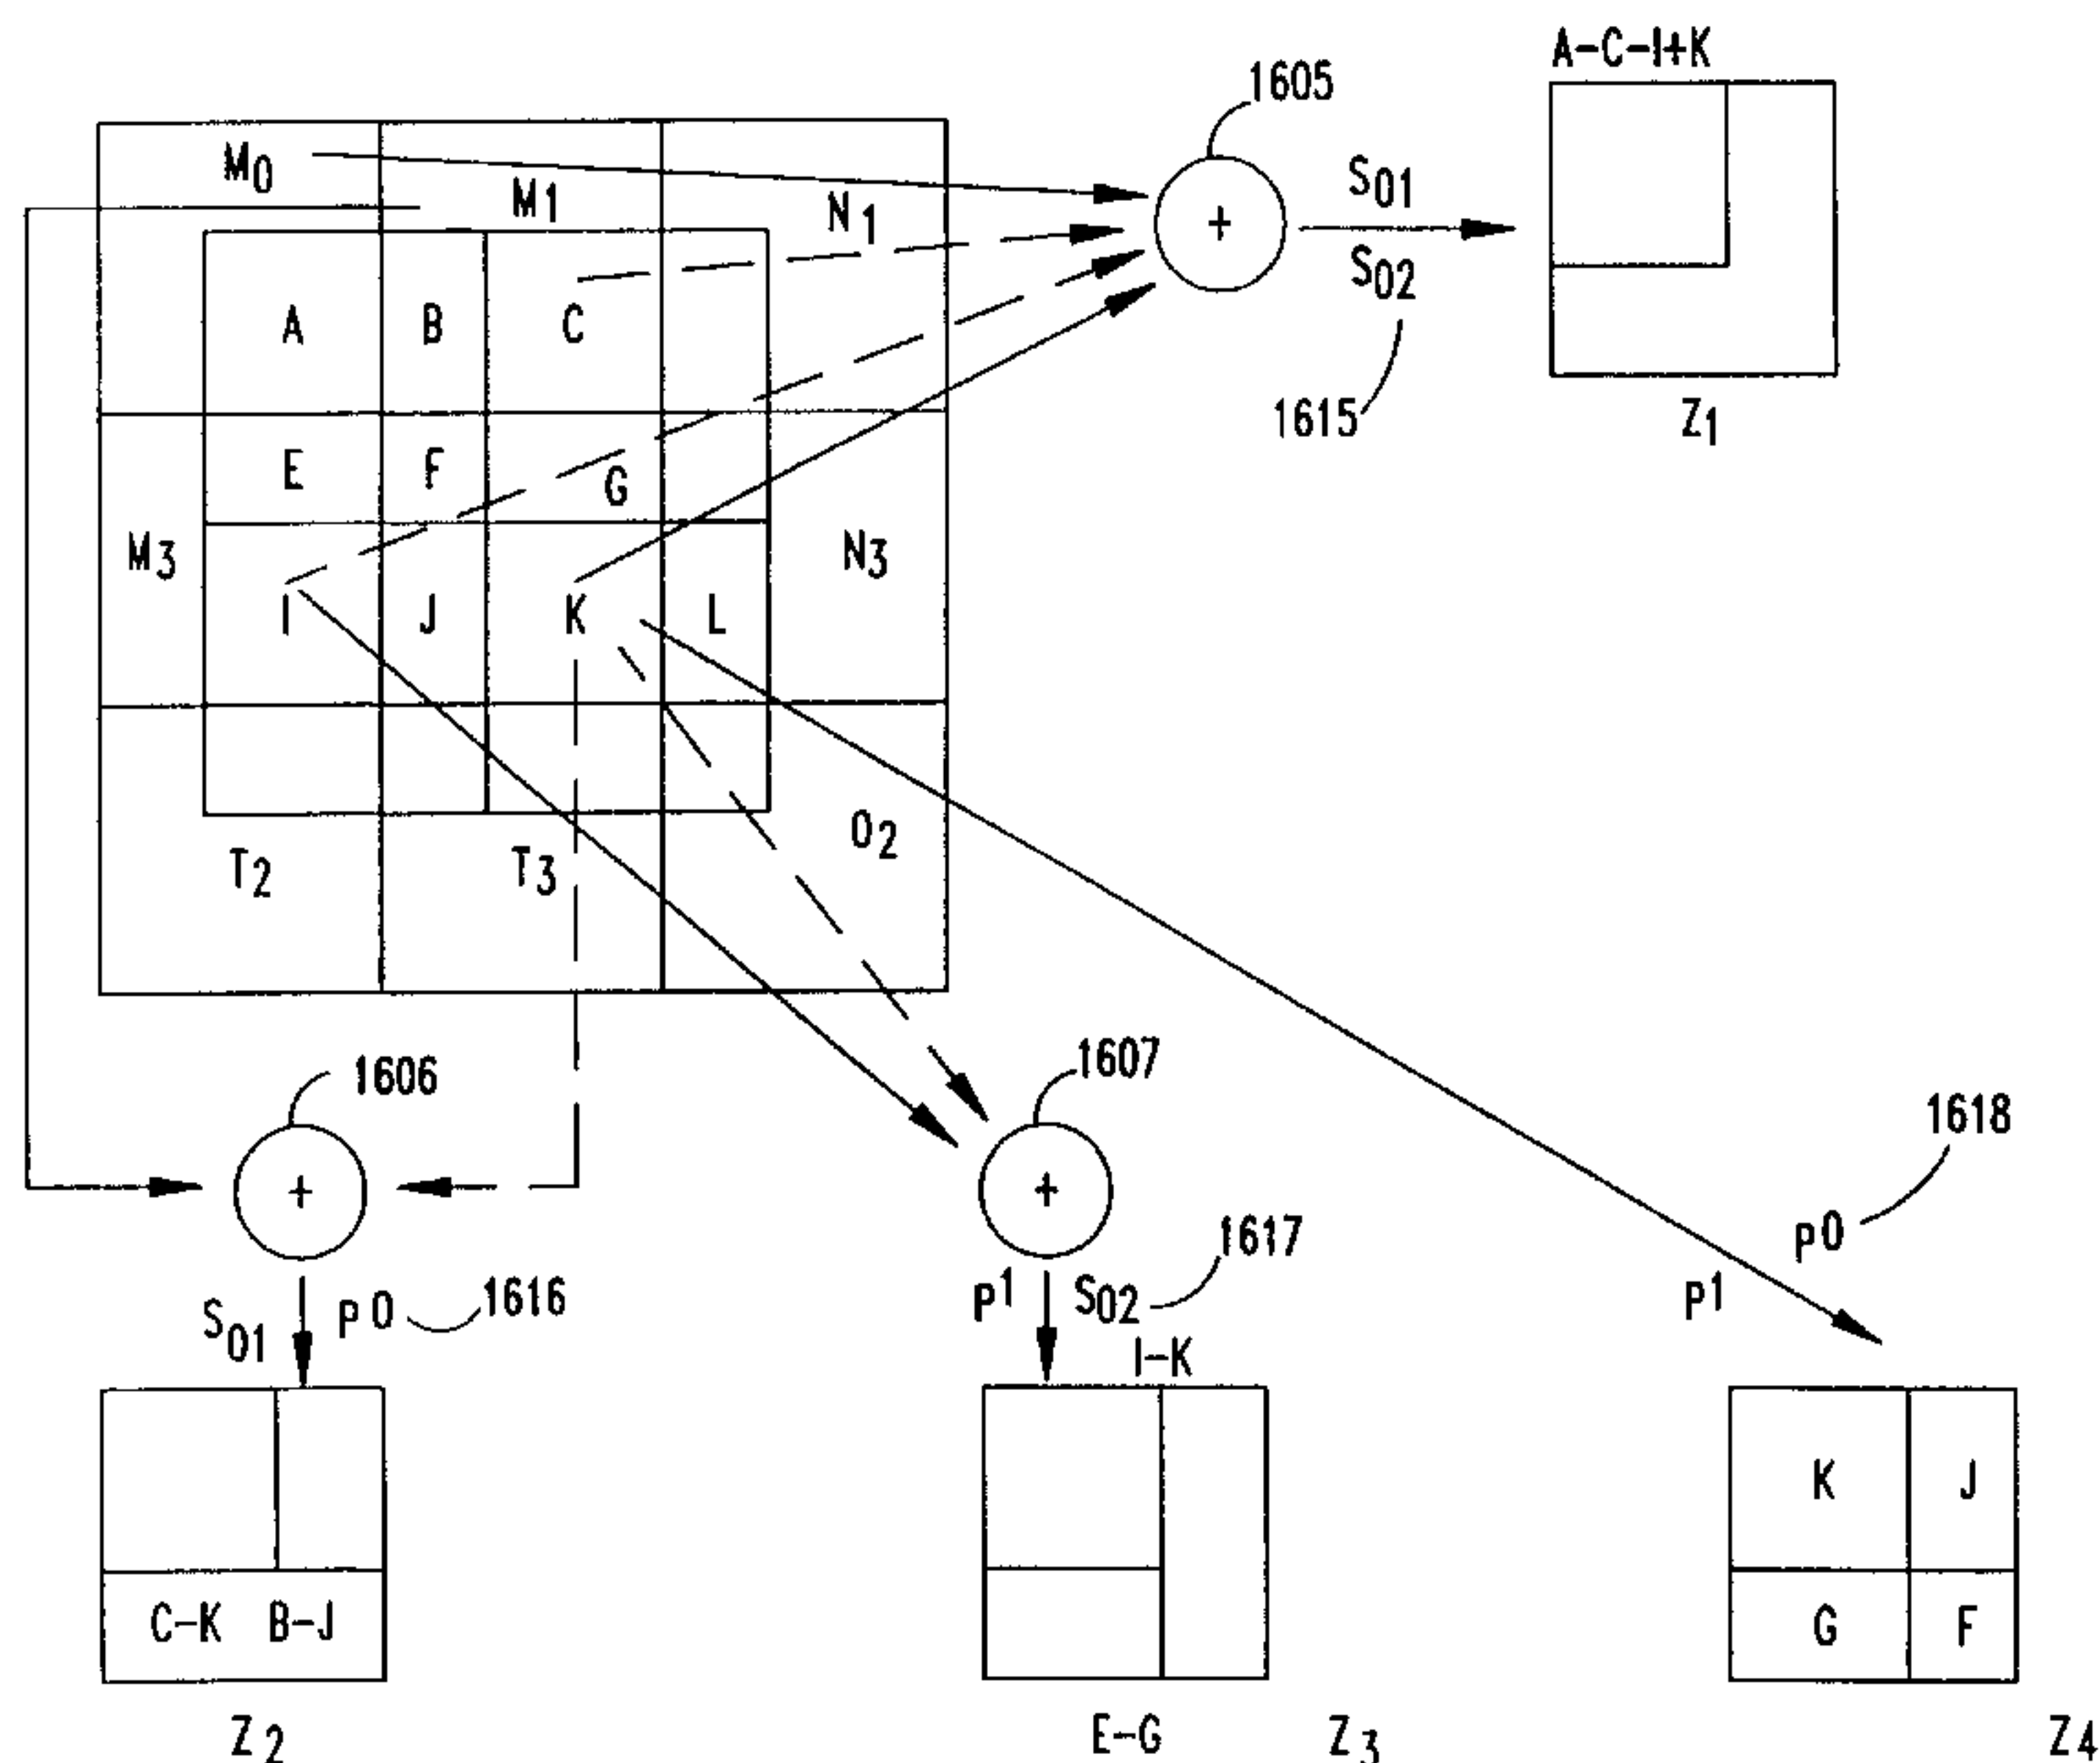 A-C-I+K
1605
M0
M1
N1
+
S01
S02
A
B
C
1615
Z1
E
F
G
M3
N3
I
J
K
L
T2
T3
O2
1606
1607
1618
+
+
p0
1617
p1
S01
p0
1616
p1
S02
I-K
K
J
C-K
B-J
G
F
Z2
E-G
Z3
Z4